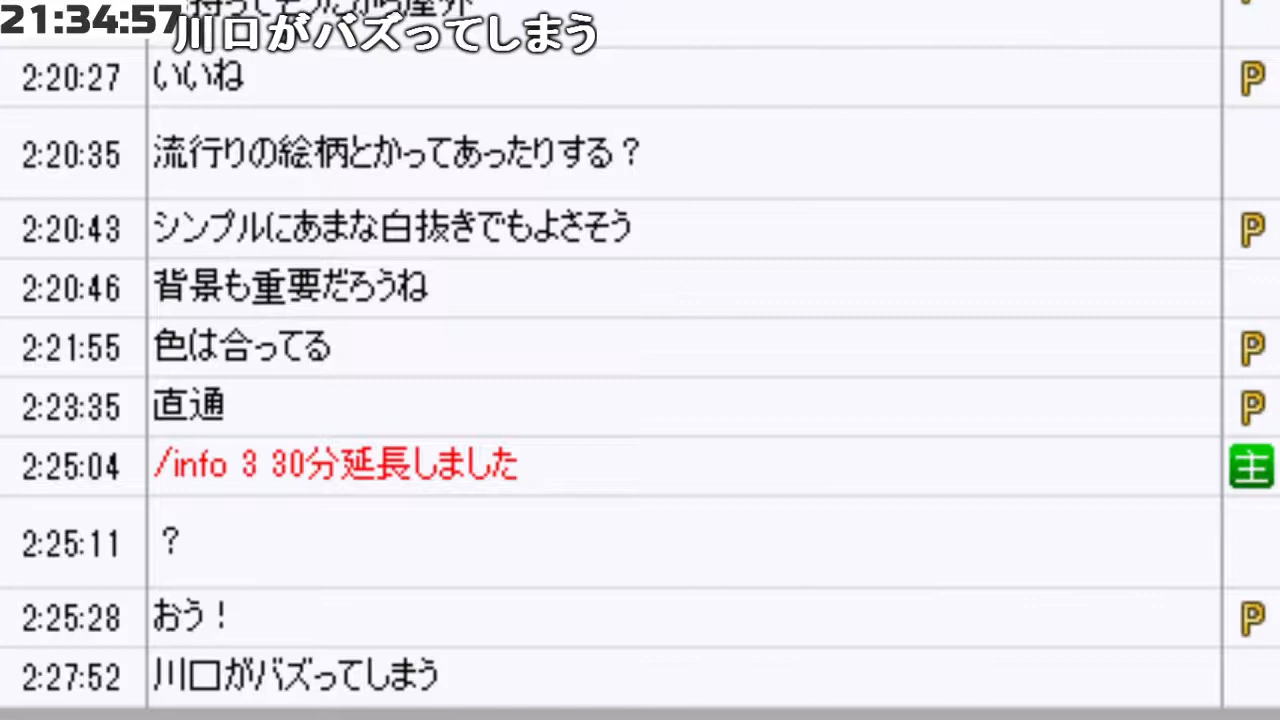 21:34:57
川口がバズってしまう
2:20:27 いいね P
2:20:35 流行りの絵柄とかってあったりする？
2:20:43 シンプルにあまな白抜きでもよさそう P
2:20:46 背景も重要だろうね
2:21:55 色は合ってる P
2:23:35 直通 P
2:25:04 /info 3 30分延長しました 主
2:25:11 ？
2:25:28 おう！ P
2:27:52 川口がバズってしまう